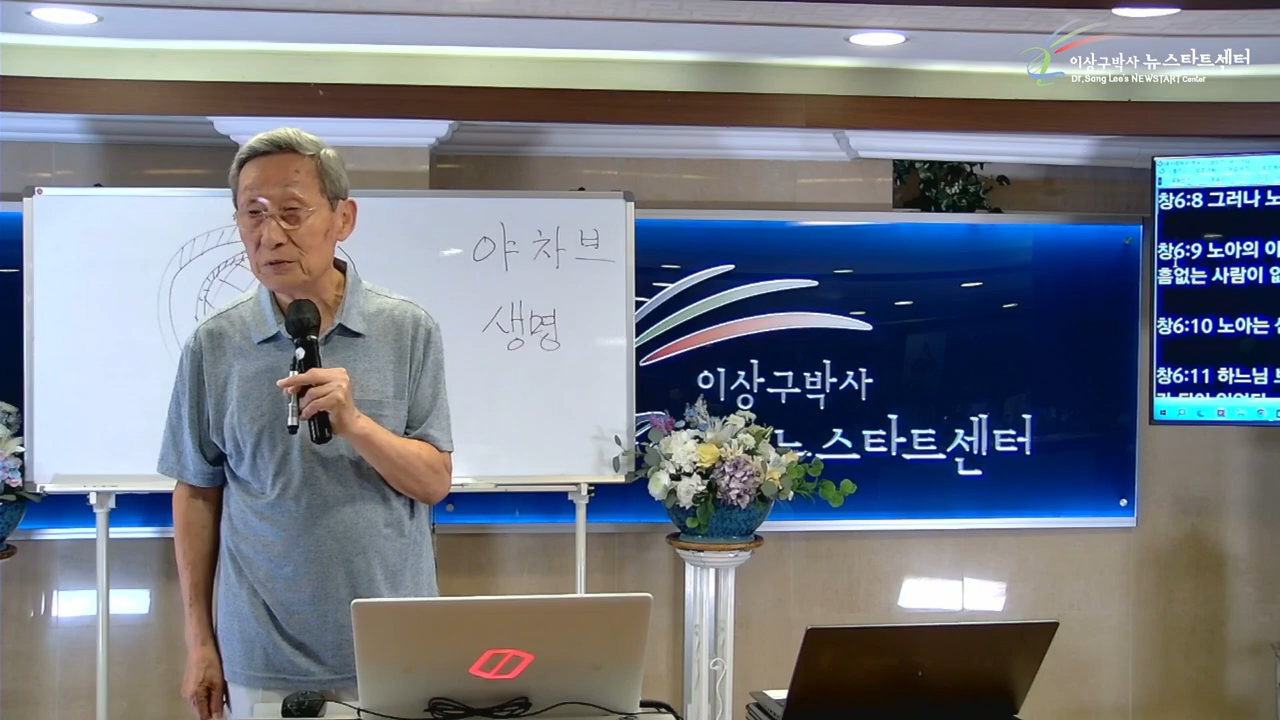 이상구박사 뉴스타트센터
Dr.Sang Lee's NEWSTART Center
야차브
생명
이상구박사
뉴스타트센터
창6:8 그러나 노
창6:9 노아의 이
흠없는 사람이
창6:10 노아는
창6:11 하느님